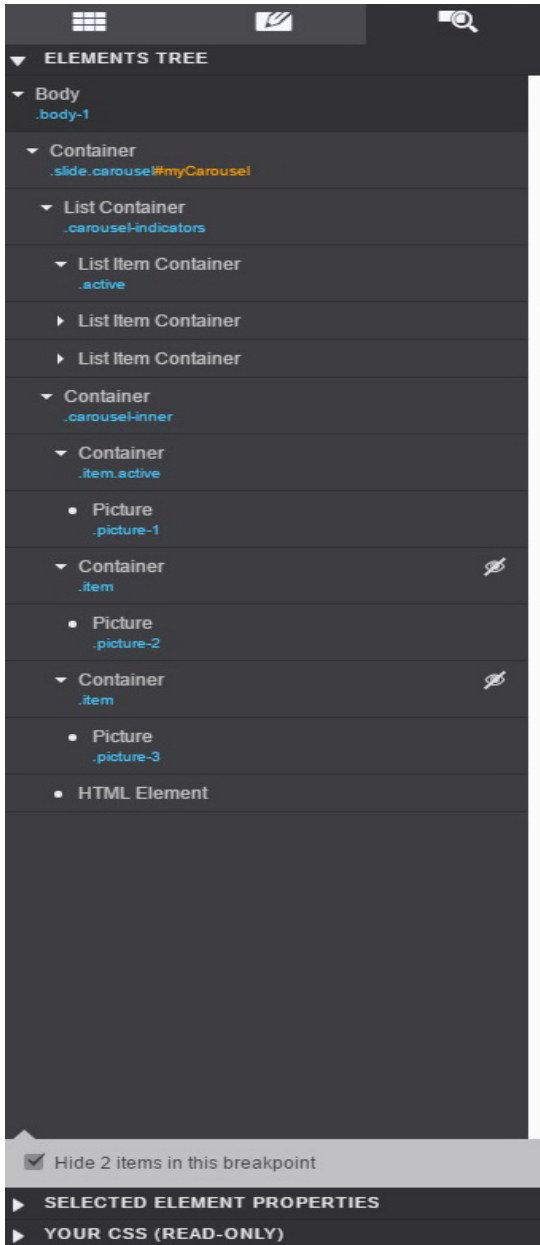 ELEMENTS TREE
Body
.body-1
Container
.slide.carousel#myCarousel
List Container
.carousel-indicators
List Item Container
.active
List Item Container
List Item Container
Container
.carousel-inner
Container
.item.active
Picture
.picture-1
Container
.item
Picture
.picture-2
Container
.item
Picture
.picture-3
HTML Element
Hide 2 items in this breakpoint
SELECTED ELEMENT PROPERTIES
YOUR CSS (READ-ONLY)